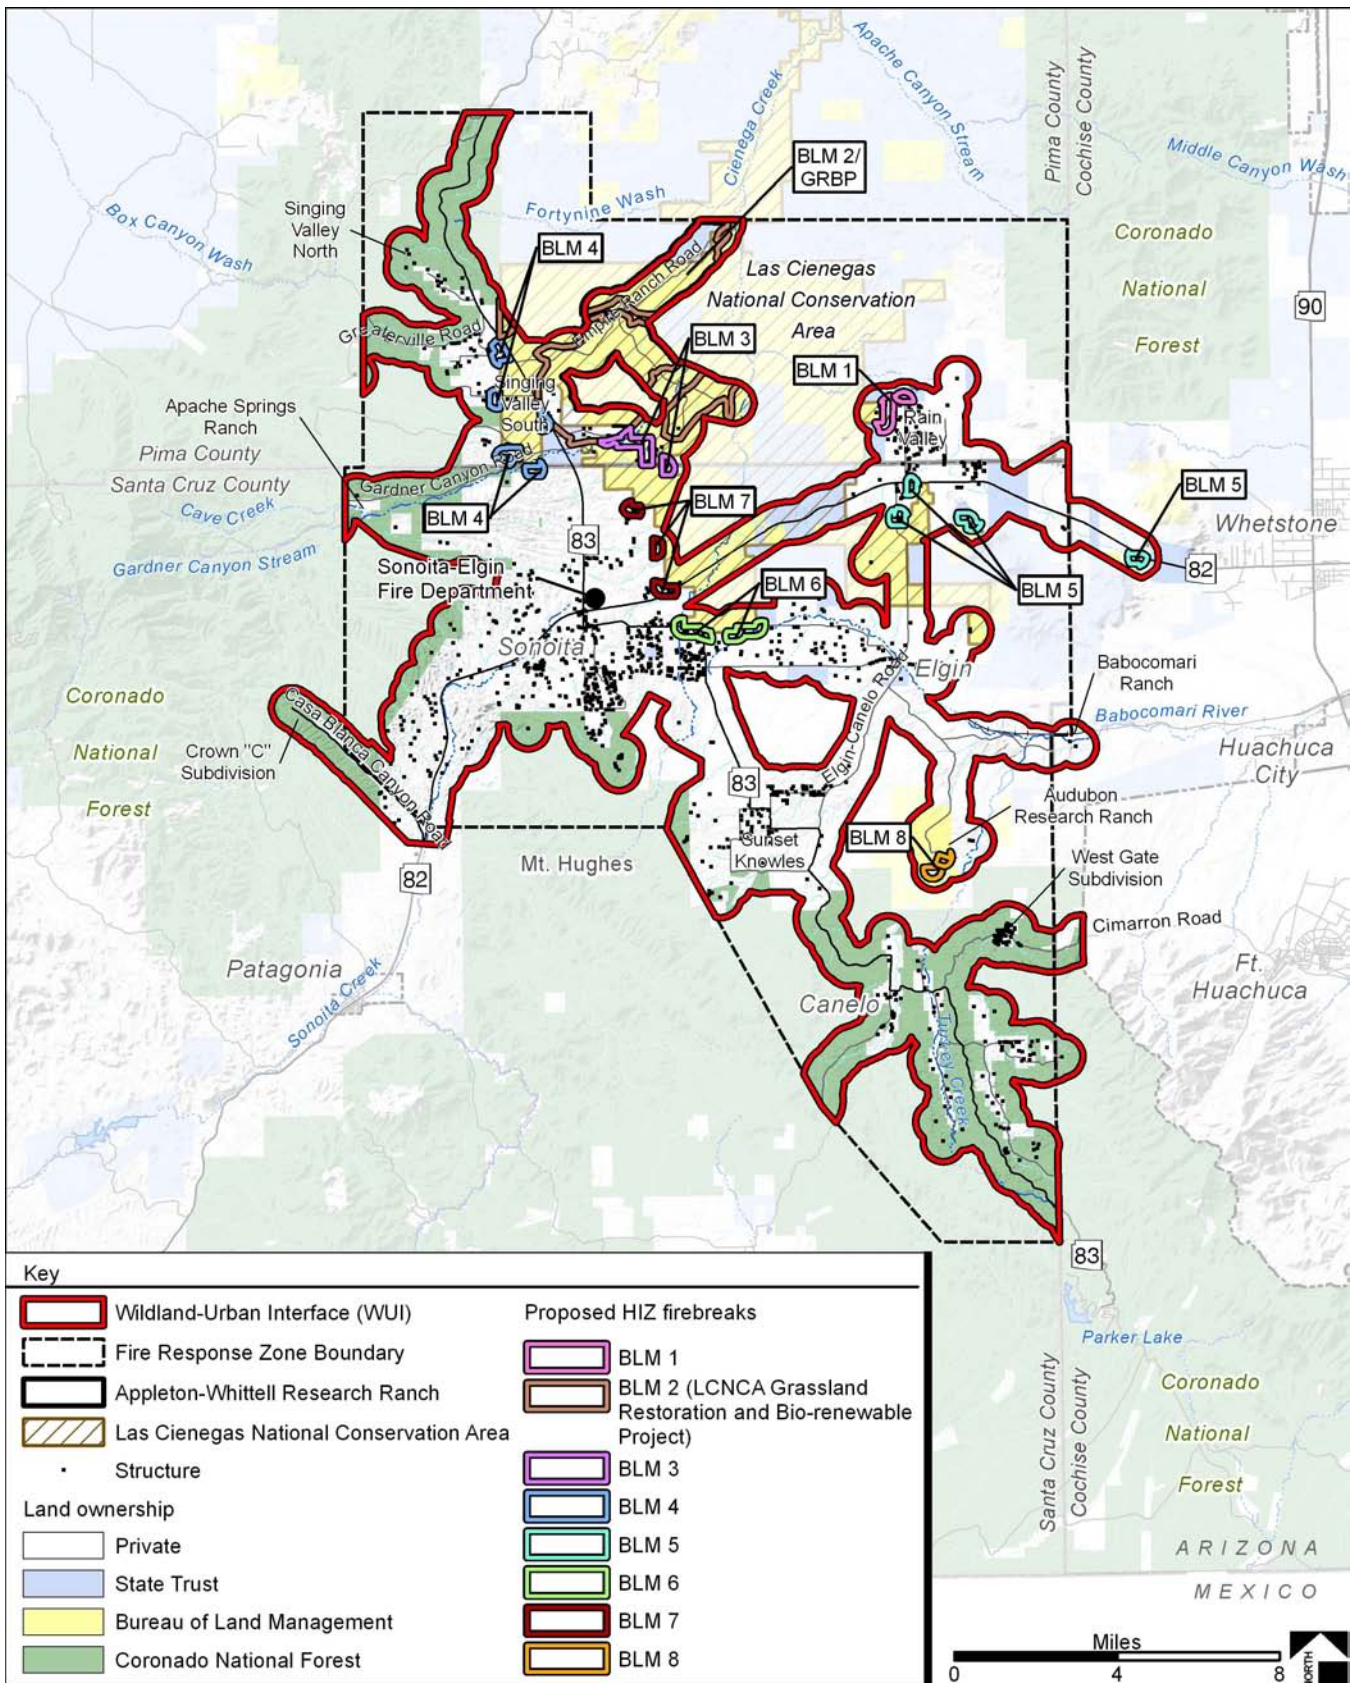 Apache Canyon Stream
Cienega Creek
Pima County
Cochise County
Middle Canyon Wash
BLM 2/
GRBP
Box Canyon Wash
Singing
Valley
North
Fortynine Wash
BLM 4
Coronado
National
Forest
Empire Ranch Road
Las Cienegas
National Conservation
Area
90
Greaterville Road
BLM 3
BLM 1
Singing
Valley
South
Rain
Valley
Apache Springs
Ranch
Pima County
Santa Cruz County
Gardner Canyon Road
Cave Creek
BLM 4
BLM 7
BLM 5
Whetstone
Gardner Canyon Stream
83
82
Sonoita-Elgin
Fire Department
BLM 6
BLM 5
Sonoita
Elgin
Babocomari
Ranch
Babocomari River
Coronado
National
Forest
Casa Blanca Canyon Road
Crown "C"
Subdivision
Elgin-Canelo Road
Huachuca
City
83
Audubon
Research Ranch
BLM 8
Sunset
Knowles
Mt. Hughes
West Gate
Subdivision
82
Cimarron Road
Patagonia
Sonoita Creek
Ft.
Huachuca
Canelo
Turkey Creek
83
Parker Lake
Santa Cruz County
Cochise County
Coronado
National
Forest
ARIZONA
MEXICO
Key
Wildland-Urban Interface (WUI)
Fire Response Zone Boundary
Appleton-Whittell Research Ranch
Las Cienegas National Conservation Area
Structure
Land ownership
Private
State Trust
Bureau of Land Management
Coronado National Forest
Proposed HIZ firebreaks
BLM 1
BLM 2 (LCNCA Grassland
Restoration and Bio-renewable
Project)
BLM 3
BLM 4
BLM 5
BLM 6
BLM 7
BLM 8
Miles
0 4 8
NORTH